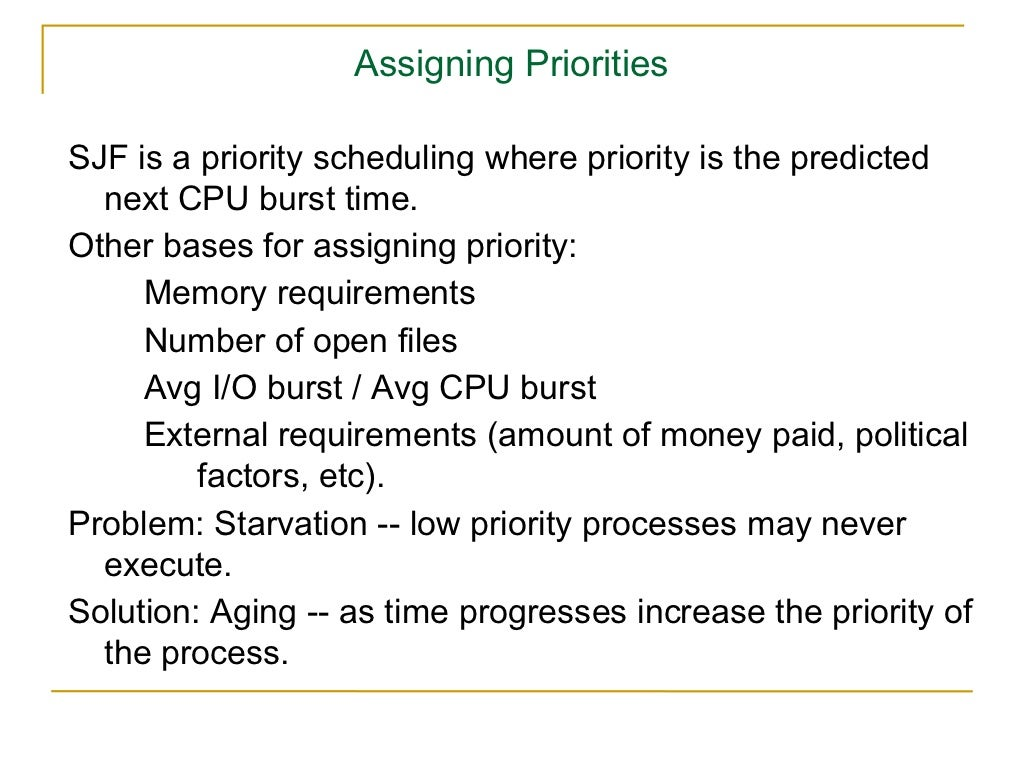 Assigning Priorities
SJF is a priority scheduling where priority is the predicted
next CPU burst time.
Other bases for assigning priority:
Memory requirements
Number of open files
Avg I/O burst / Avg CPU burst
External requirements (amount of money paid, political
factors, etc).
Problem: Starvation -- low priority processes may never
execute.
Solution: Aging -- as time progresses increase the priority of
the process.